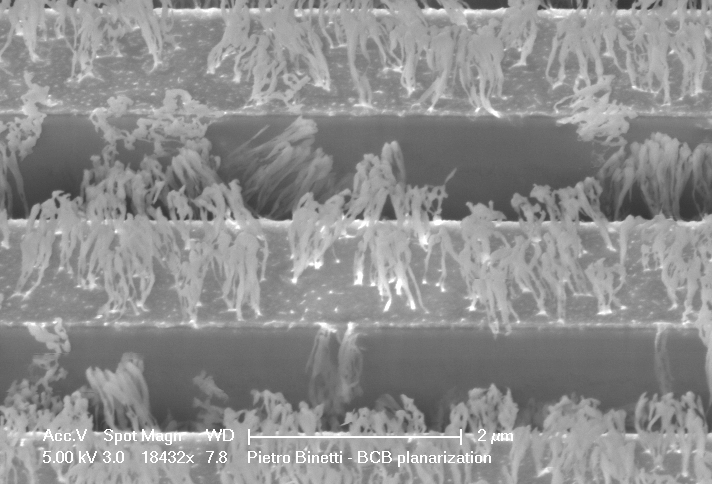 Acc.V Spot Magn WD 2 µm
5.00 kV 3.0 18432x 7.8 Pietro Binetti - BCB planarization